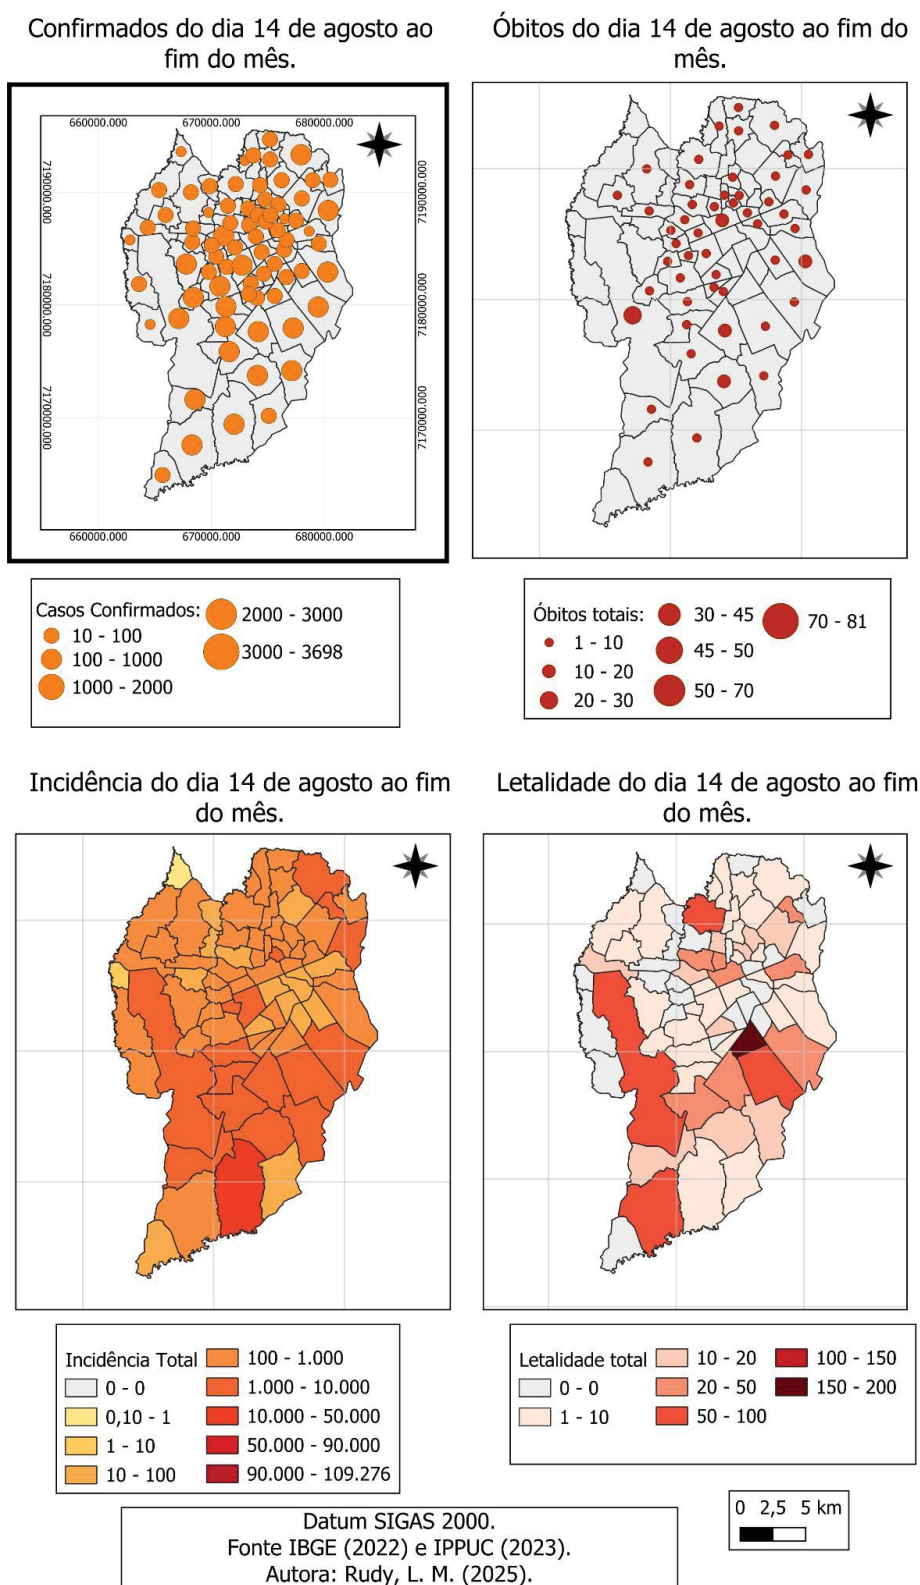 Confirmados do dia 14 de agosto ao
fim do mês.
660000.000
670000.000
680000.000
7190000.000
7180000.000
7170000.000
7190000.000
7180000.000
7170000.000
660000.000
670000.000
680000.000
Casos Confirmados:
10 - 100
100 - 1000
1000 - 2000
2000 - 3000
3000 - 3698
Óbitos do dia 14 de agosto ao fim do
mês.
Óbitos totais:
1 - 10
10 - 20
20 - 30
30 - 45
45 - 50
50 - 70
70 - 81
Incidência do dia 14 de agosto ao fim
do mês.
Incidência Total
0 - 0
0,10 - 1
1 - 10
10 - 100
100 - 1.000
1.000 - 10.000
10.000 - 50.000
50.000 - 90.000
90.000 - 109.276
Letalidade do dia 14 de agosto ao fim
do mês.
Letalidade total
0 - 0
1 - 10
10 - 20
20 - 50
50 - 100
100 - 150
150 - 200
Datum SIGAS 2000.
Fonte IBGE (2022) e IPPUC (2023).
Autora: Rudy, L. M. (2025).
0 2,5 5 km